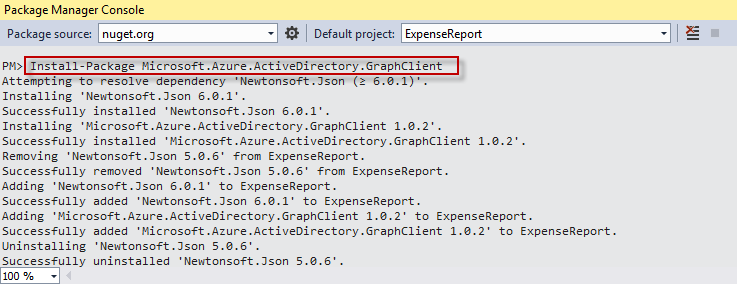 Package Manager Console
Package source: nuget.org Default project: ExpenseReport
PM> Install-Package Microsoft.Azure.ActiveDirectory.GraphClient
Attempting to resolve dependency 'Newtonsoft.Json (≥ 6.0.1)'.
Installing 'Newtonsoft.Json 6.0.1'.
Successfully installed 'Newtonsoft.Json 6.0.1'.
Installing 'Microsoft.Azure.ActiveDirectory.GraphClient 1.0.2'.
Successfully installed 'Microsoft.Azure.ActiveDirectory.GraphClient 1.0.2'.
Removing 'Newtonsoft.Json 5.0.6' from ExpenseReport.
Successfully removed 'Newtonsoft.Json 5.0.6' from ExpenseReport.
Adding 'Newtonsoft.Json 6.0.1' to ExpenseReport.
Successfully added 'Newtonsoft.Json 6.0.1' to ExpenseReport.
Adding 'Microsoft.Azure.ActiveDirectory.GraphClient 1.0.2' to ExpenseReport.
Successfully added 'Microsoft.Azure.ActiveDirectory.GraphClient 1.0.2' to ExpenseReport.
Uninstalling 'Newtonsoft.Json 5.0.6'.
Successfully uninstalled 'Newtonsoft.Json 5.0.6'.
100 %